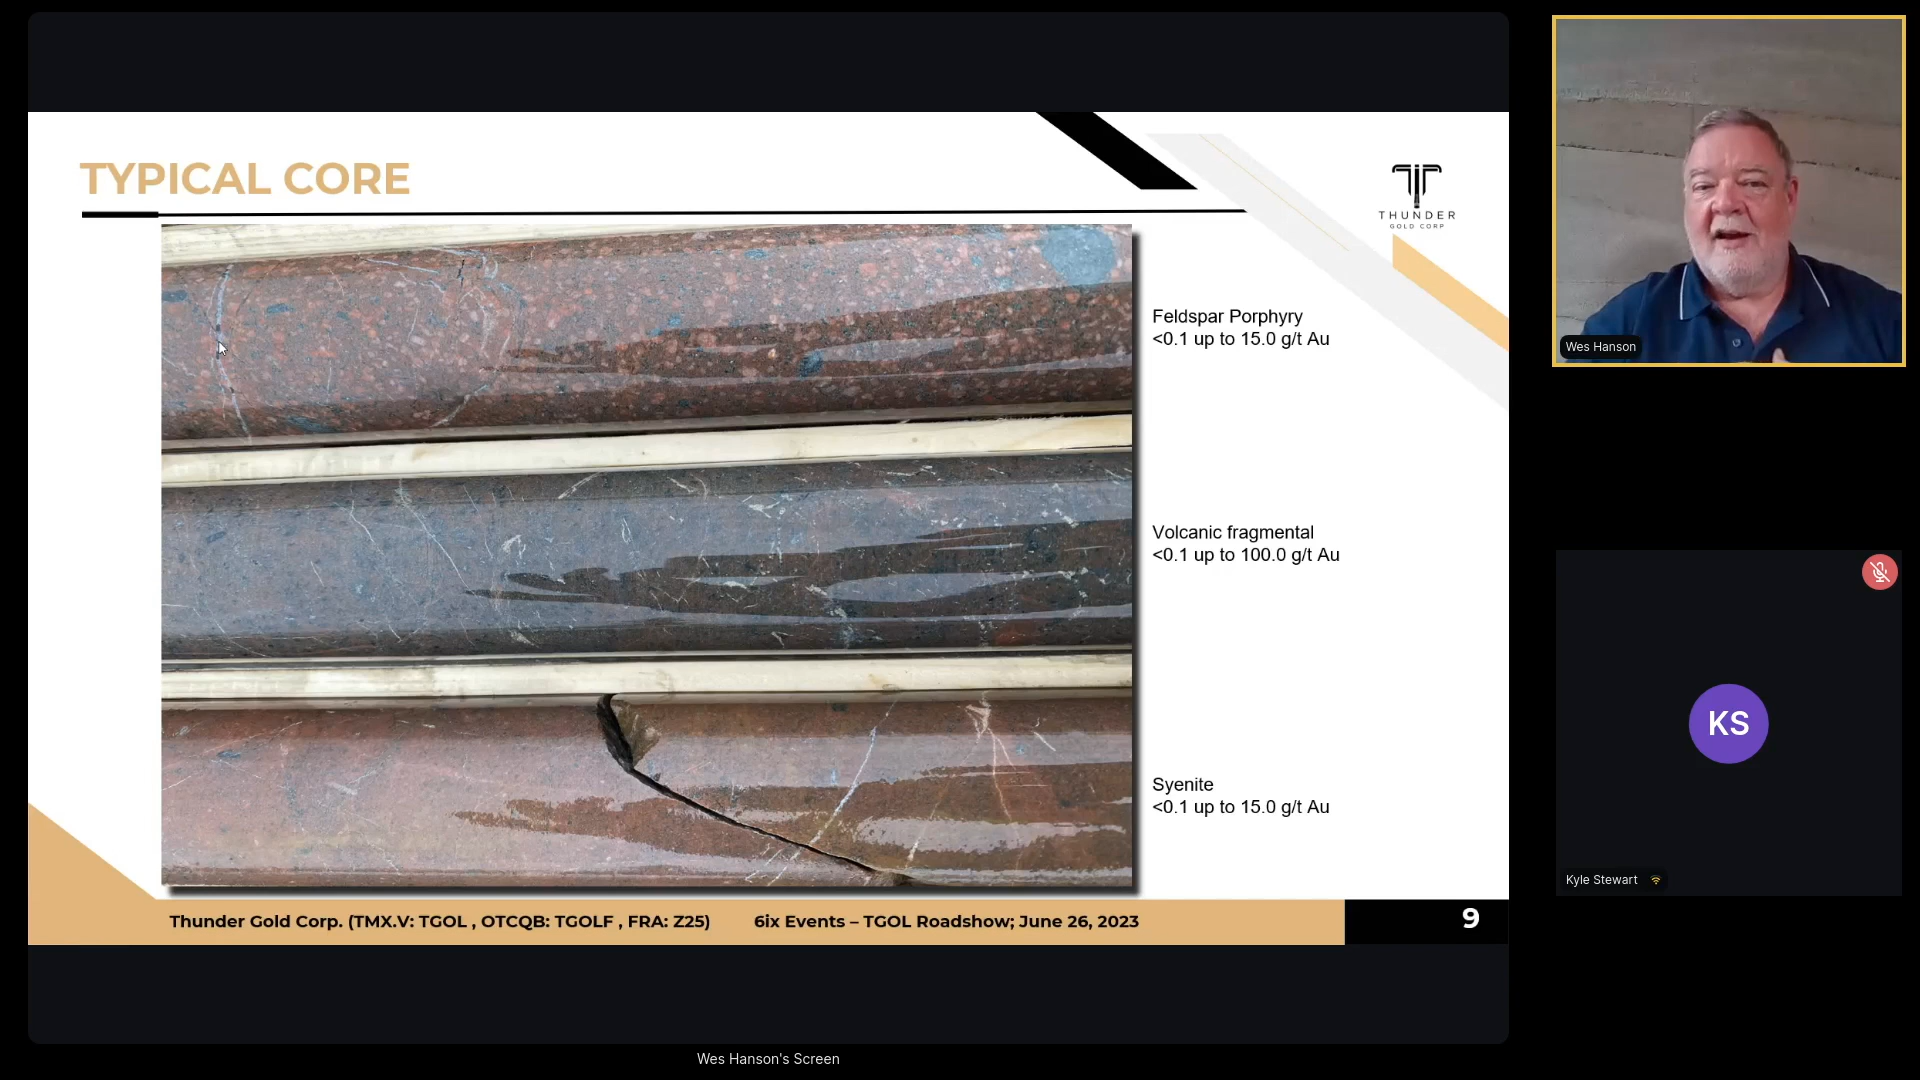 TYPICAL CORE
THUNDER
GOLD CORP
Feldspar Porphyry
<0.1 up to 15.0 g/t Au
Volcanic fragmental
<0.1 up to 100.0 g/t Au
Syenite
<0.1 up to 15.0 g/t Au
Thunder Gold Corp. (TMX.V: TGOL , OTCQB: TGOLF , FRA: Z25) 6ix Events – TGOL Roadshow; June 26, 2023
9
Wes Hanson
KS
Kyle Stewart
Wes Hanson's Screen